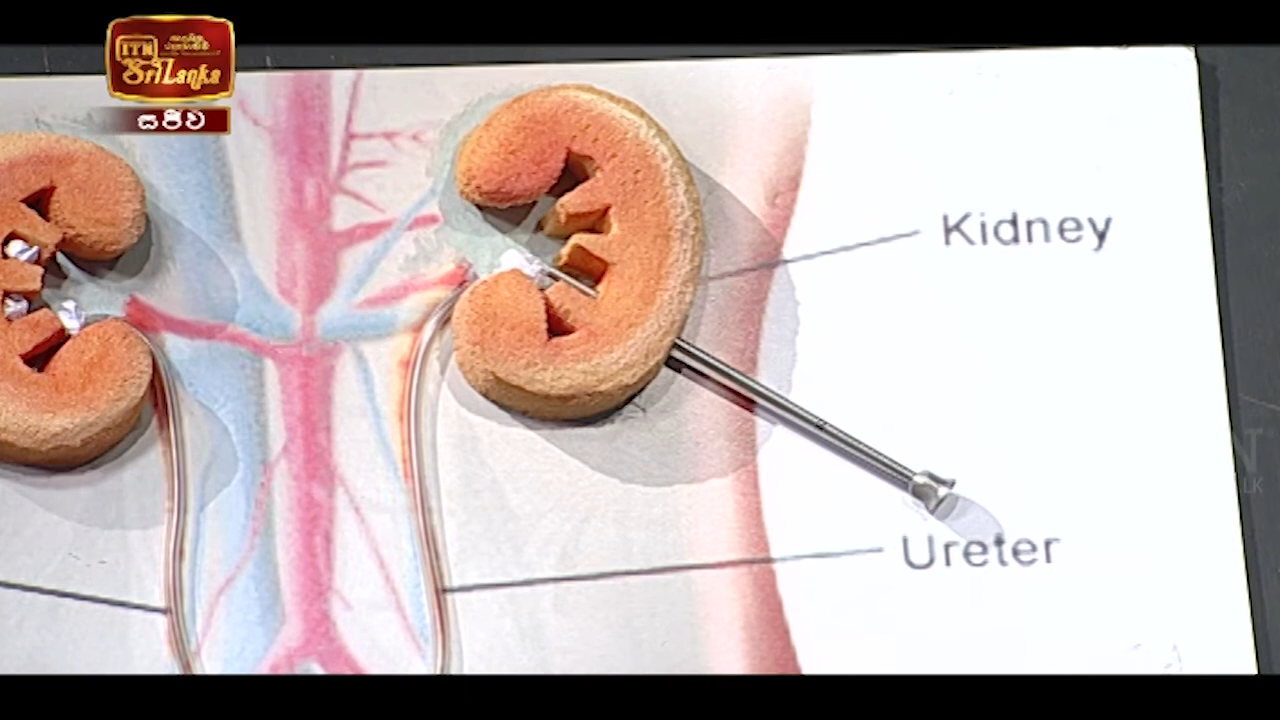 ITN
Sri Lanka
සජීව
Kidney
Ureter